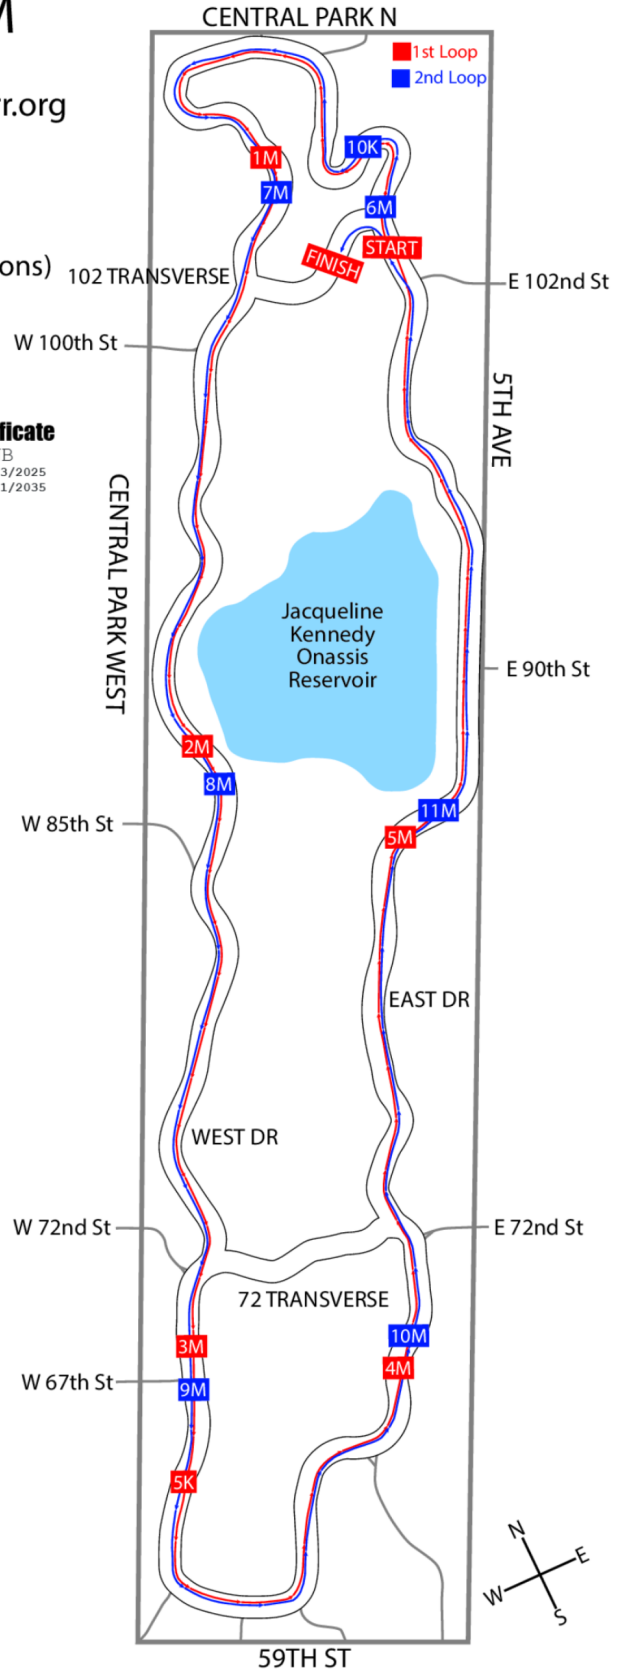 M
CENTRAL PARK N
1st Loop
2nd Loop
r.org
10K
1M
7M
6M
START
FINISH
ons)
102 TRANSVERSE
E 102nd St
W 100th St
5TH AVE
ficate
B
3/2025
1/2035
CENTRAL PARK WEST
Jacqueline
Kennedy
Onassis
Reservoir
E 90th St
2M
8M
11M
5M
W 85th St
EAST DR
WEST DR
W 72nd St
E 72nd St
72 TRANSVERSE
10M
3M
4M
W 67th St
9M
5K
N
E
W
S
59TH ST